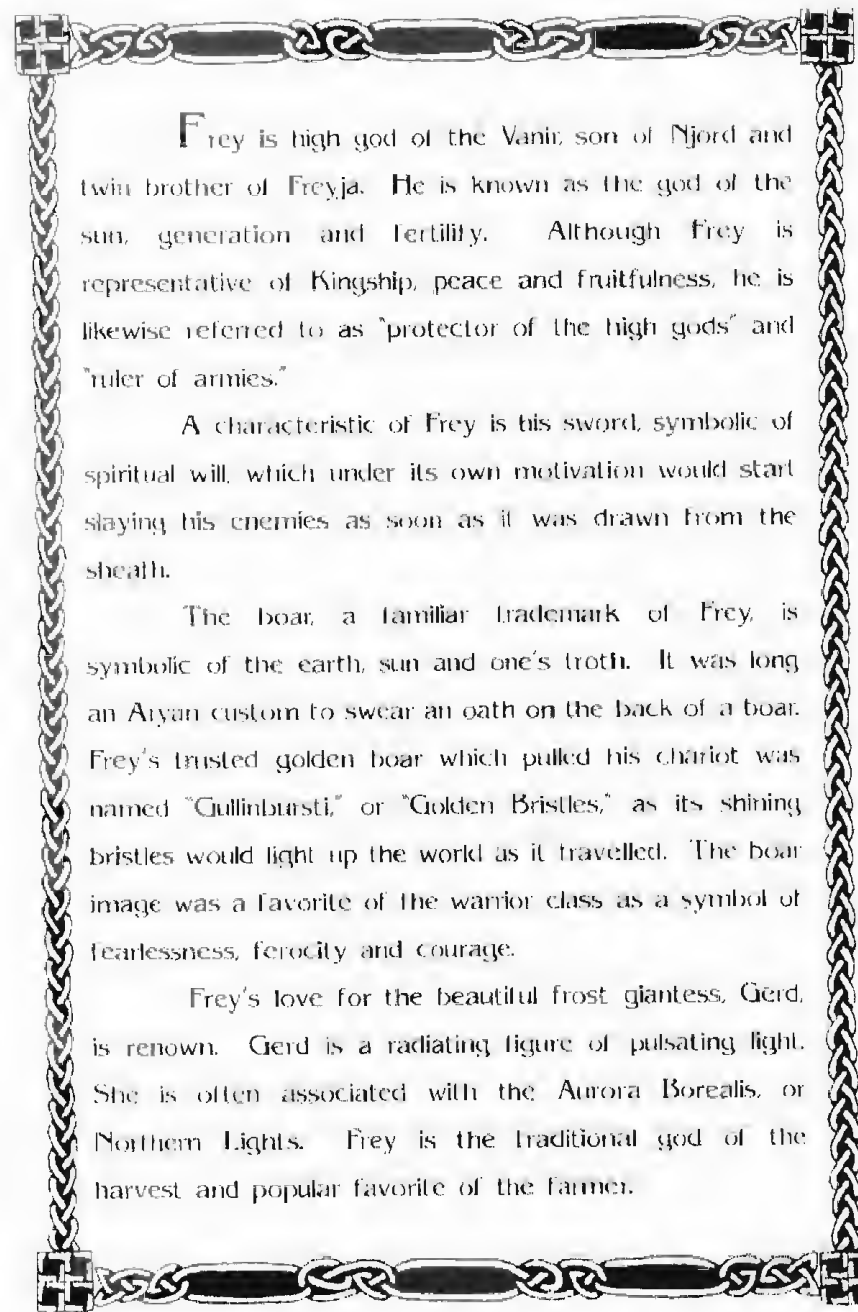 Frey is high god of the Vanir, son of Njord and
twin brother of Freyja. He is known as the god of the
sun, generation and fertility. Although Frey is
representative of Kingship, peace and fruitfulness, he is
likewise referred to as "protector of the high gods" and
"ruler of armies."
A characteristic of Frey is his sword, symbolic of
spiritual will, which under its own motivation would start
slaying his enemies as soon as it was drawn from the
sheath.
The boar, a familiar trademark of Frey, is
symbolic of the earth, sun and one's troth. It was long
an Aryan custom to swear an oath on the back of a boar.
Frey's trusted golden boar which pulled his chariot was
named "Gullinbursti," or "Golden Bristles," as its shining
bristles would light up the world as it travelled. The boar
image was a favorite of the warrior class as a symbol of
fearlessness, ferocity and courage.
Frey's love for the beautiful frost giantess, Gerd,
is renown. Gerd is a radiating figure of pulsating light.
She is often associated with the Aurora Borealis, or
Northern Lights. Frey is the traditional god of the
harvest and popular favorite of the farmer.